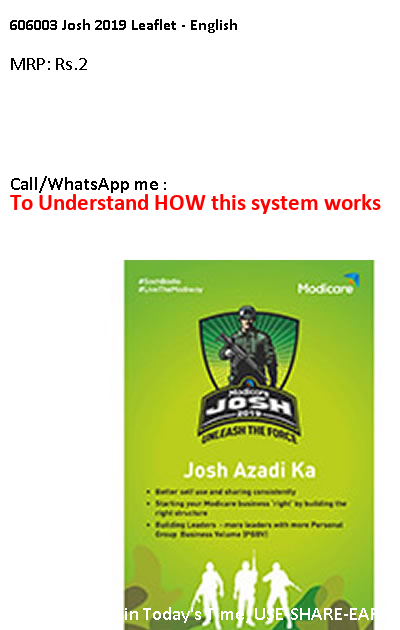 606003 Josh 2019 Leaflet - English
MRP: Rs.2
Call/WhatsApp me :
To Understand HOW this system works
#SochBadlo
#LiveTheModiway
Modicare
Modicare
JOSH
2019
UNLEASH THE FORCE
Josh Azadi Ka
• Better self use and sharing consistently
• Starting your Modicare business 'right' by building the
right structure
• Building Leaders - more leaders with more Personal
Group Business Volume (PGBV)
in Today's Time, USE-SHARE-EAR